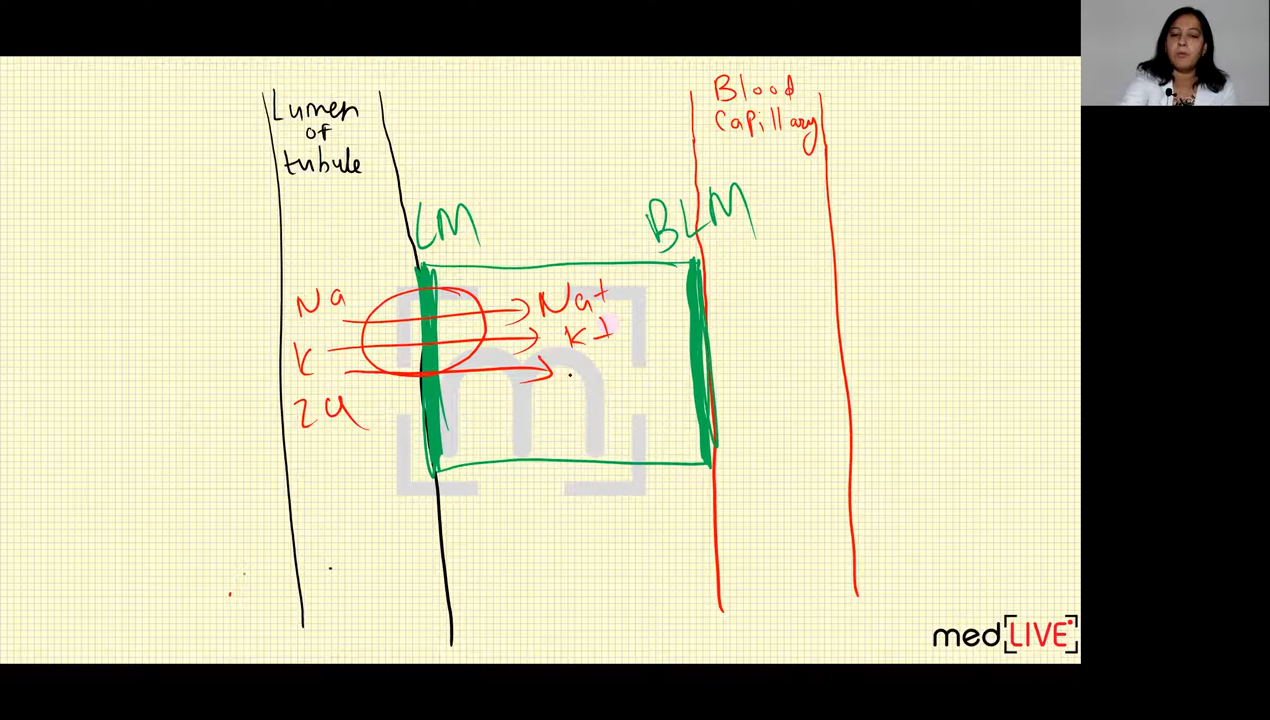 Lumen
of
tubule
Blood
Capillary
LM
BLM
Na
Na+
K
K+
2Cl
med LIVE